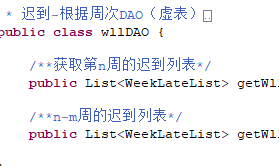 * 迟到-根据周次DAO（虚表）
public class wllDAO {
/**获取第n周的迟到列表*/
public List<WeekLateList> getWl
/**n-m周的迟到列表*/
public List<WeekLateList> getWl